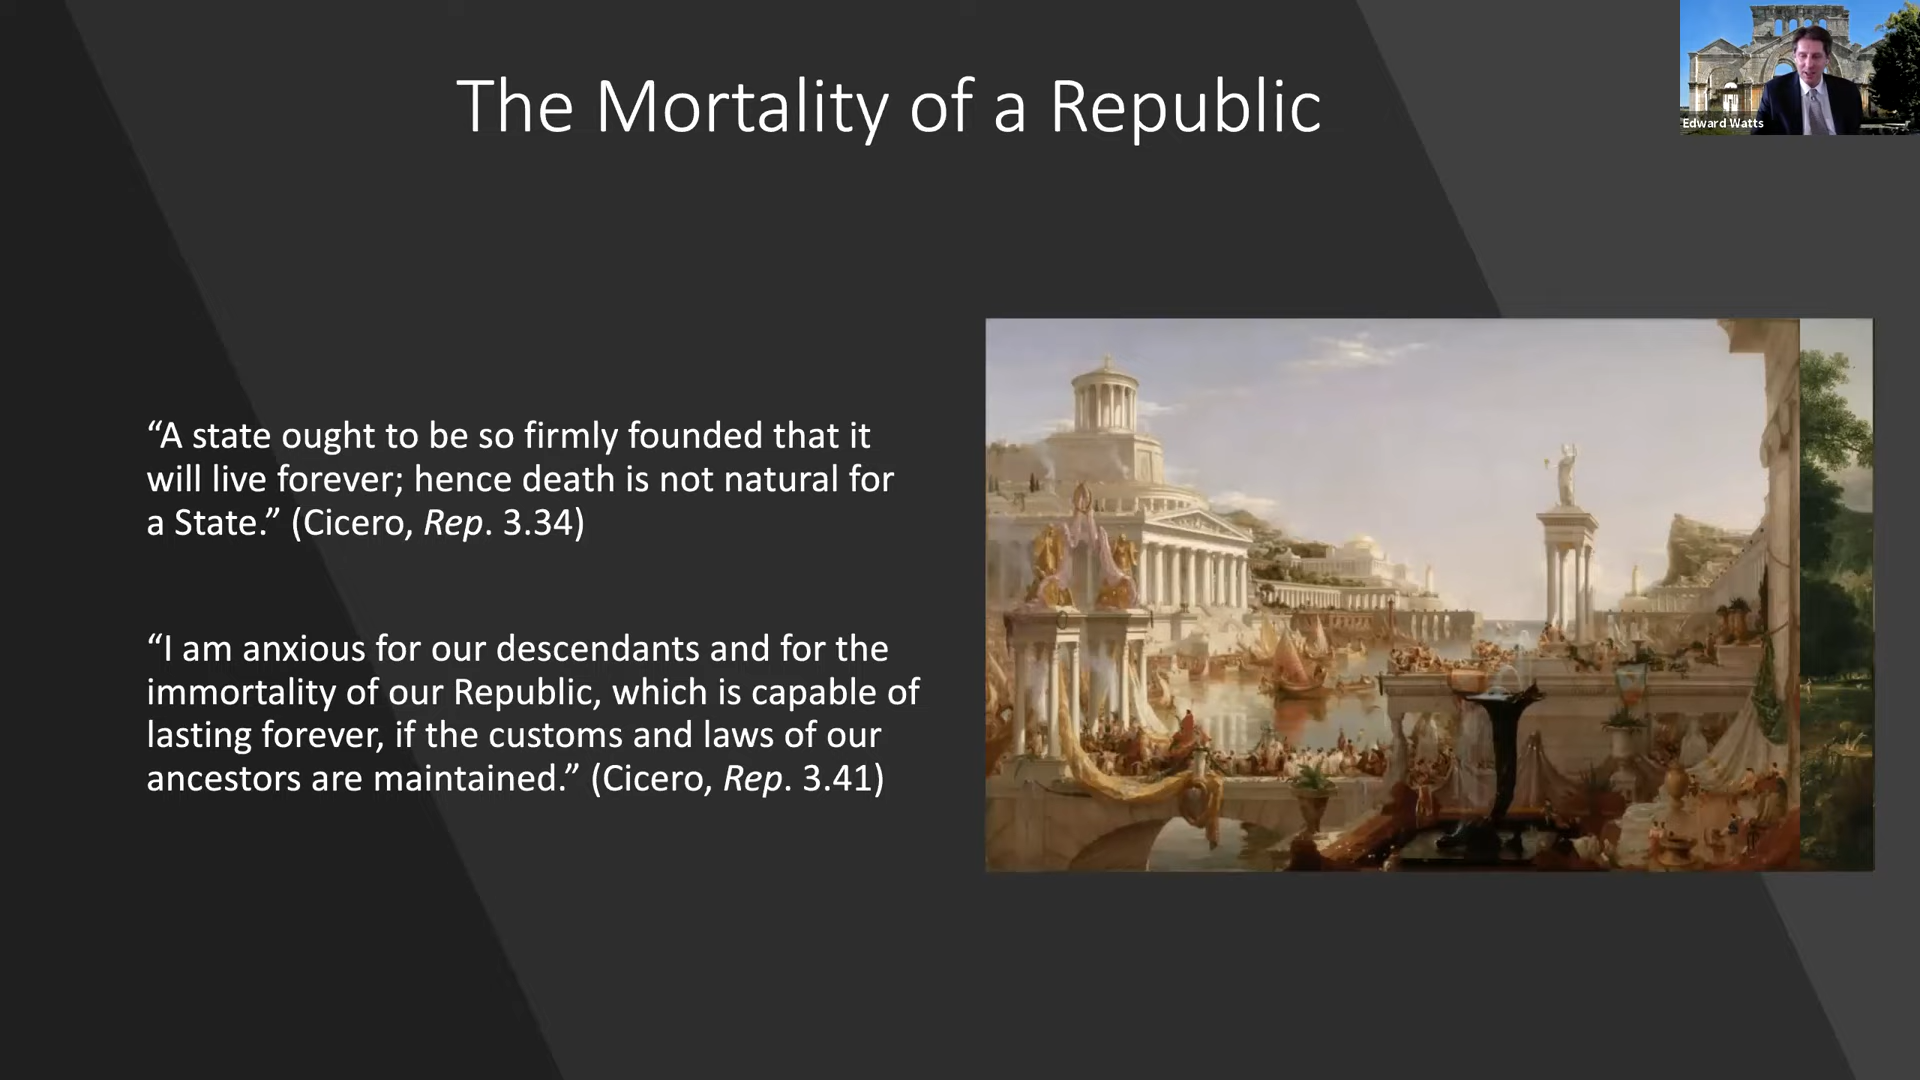 The Mortality of a Republic
Edward Watts
“A state ought to be so firmly founded that it
will live forever; hence death is not natural for
a State.” (Cicero, Rep. 3.34)
“I am anxious for our descendants and for the
immortality of our Republic, which is capable of
lasting forever, if the customs and laws of our
ancestors are maintained.” (Cicero, Rep. 3.41)